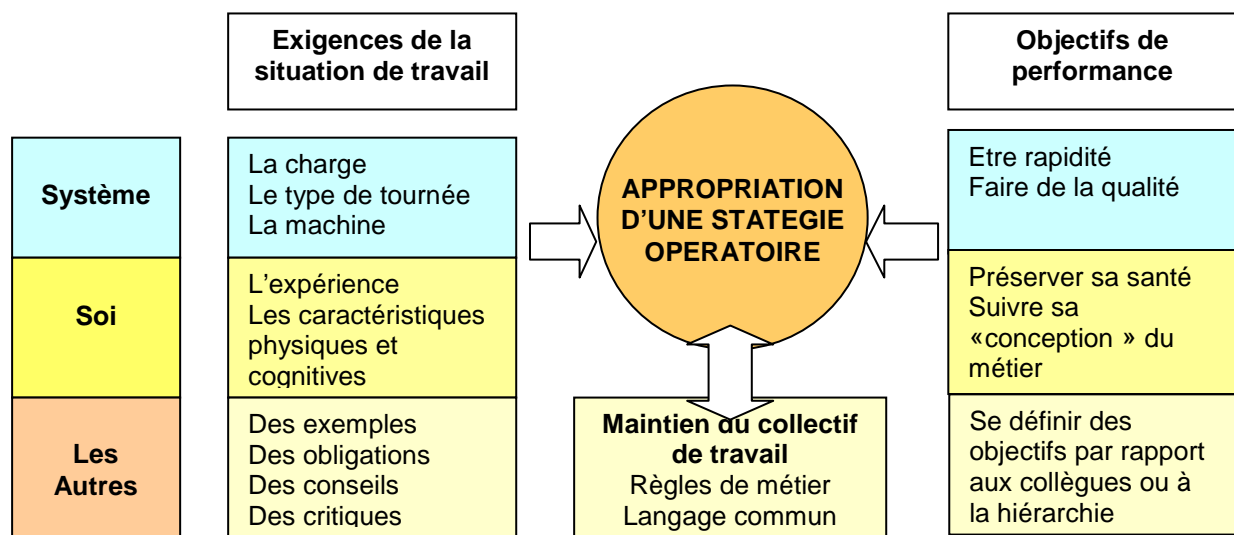 Exigences de la
situation de travail
Objectifs de
performance
Système
La charge
Le type de tournée
La machine
APPROPRIATION
D'UNE STATEGIE
OPERATOIRE
Etre rapidité
Faire de la qualité
Soi
L'expérience
Les caractéristiques
physiques et
cognitives
Préserver sa santé
Suivre sa
«conception » du
métier
Les
Autres
Des exemples
Des obligations
Des conseils
Des critiques
Maintien du collectif
de travail
Règles de métier
Langage commun
Se définir des
objectifs par rapport
aux collègues ou à
la hiérarchie